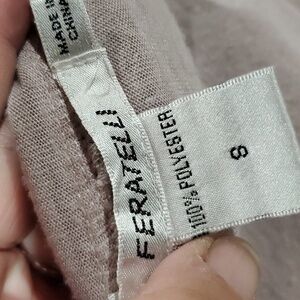 MADE IN
CHINA
FERATELLI
100% POLYESTER
8